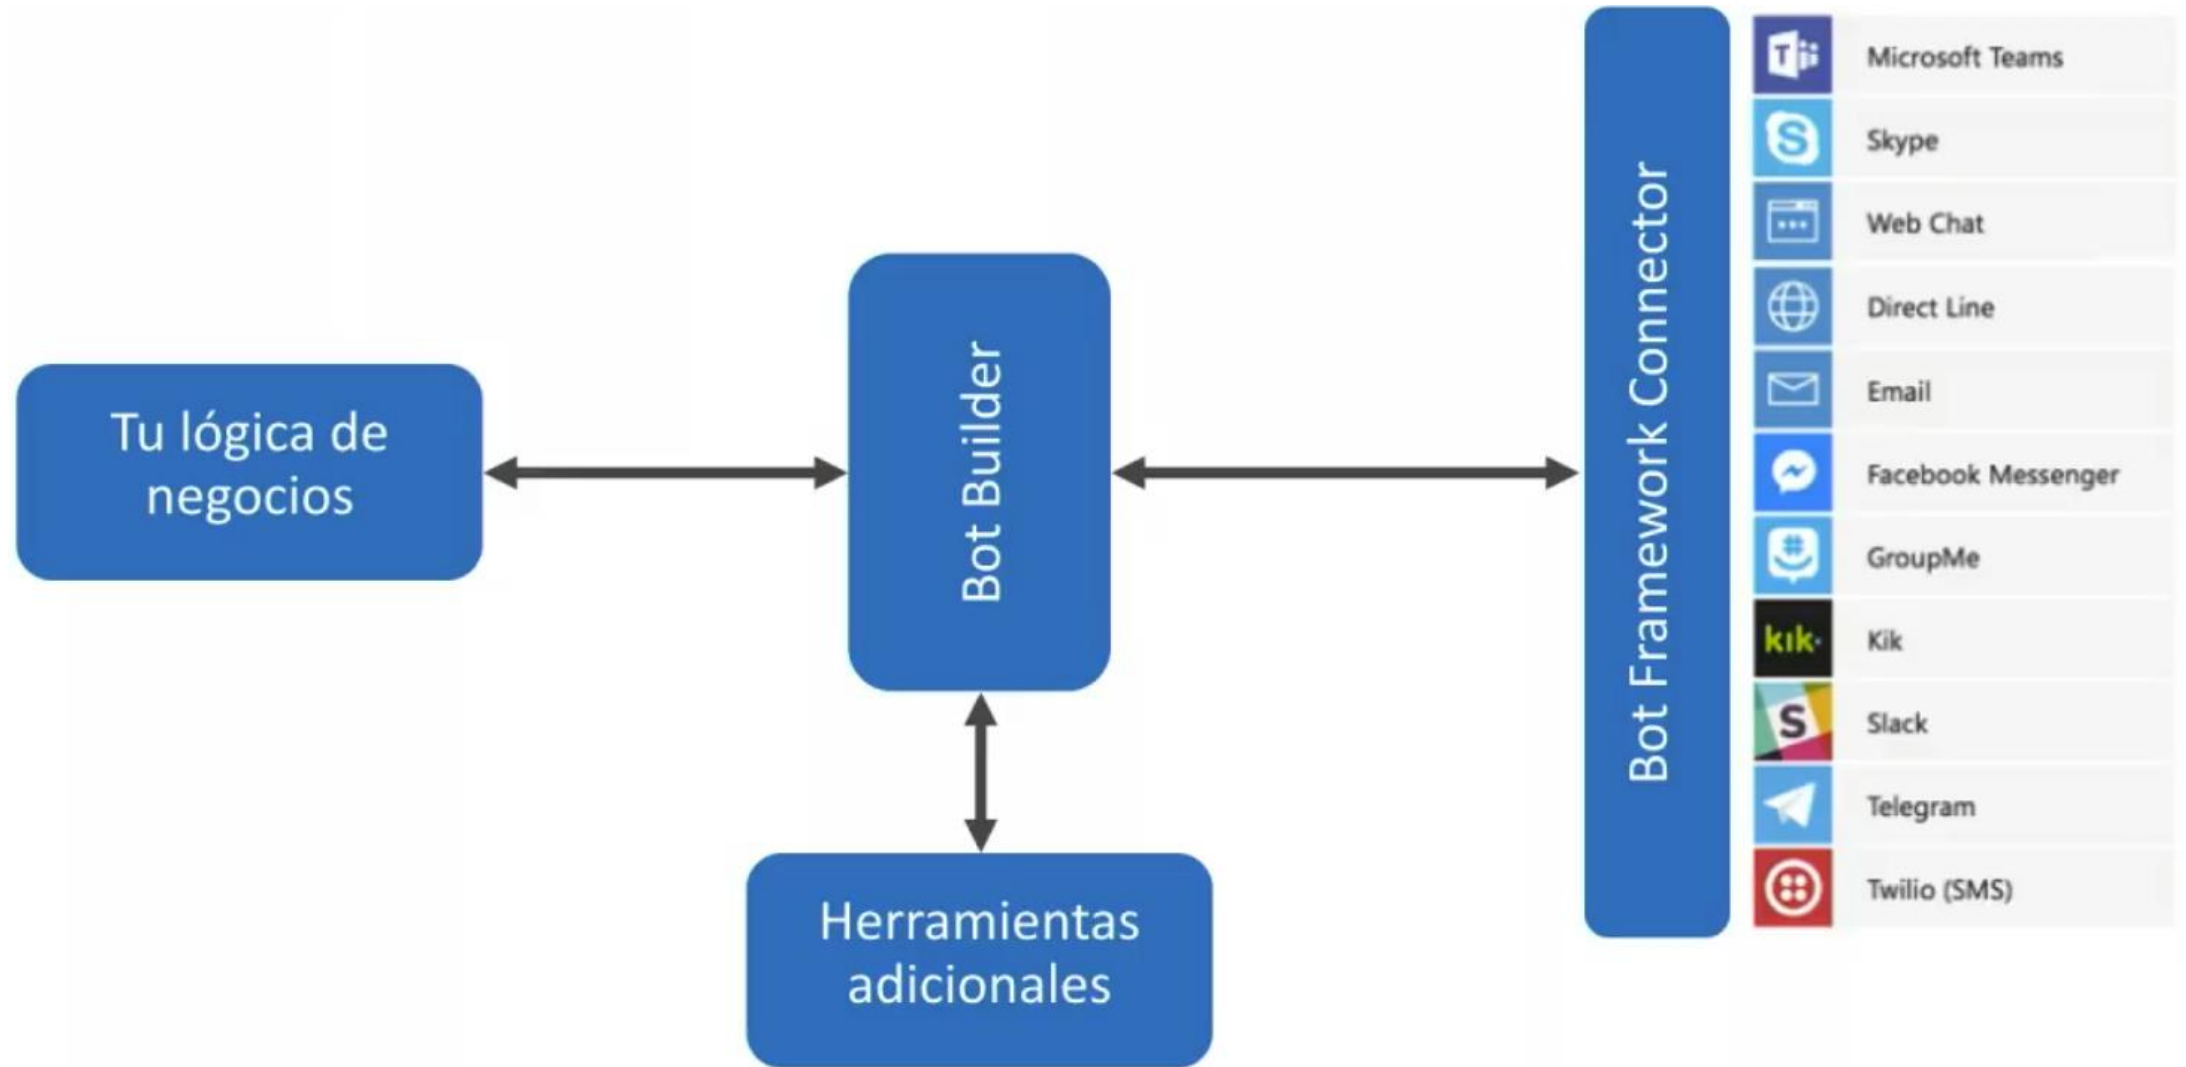 Tu lógica de
negocios
Bot Builder
Herramientas
adicionales
Bot Framework Connector
Microsoft Teams
S
Skype
Web Chat
Direct Line
Email
Facebook Messenger
GroupMe
kik.
Kik
S
Slack
Telegram
Twilio (SMS)